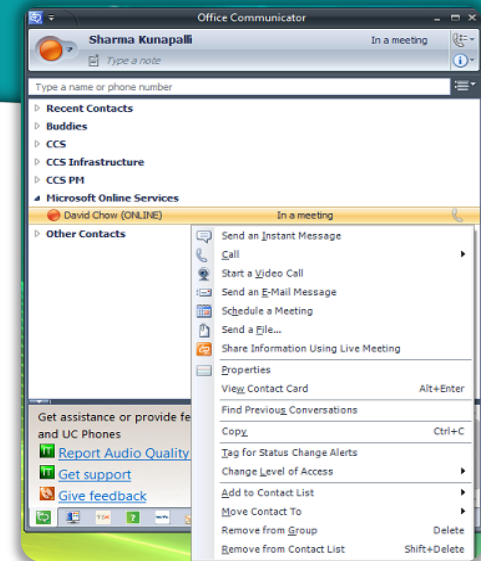 Office Communicator
Sharma Kunapalli In a meeting
Type a note
Type a name or phone number
Recent Contacts
Buddies
CCS
CCS Infrastructure
CCS PM
Microsoft Online Services
David Chow (ONLINE) In a meeting
Other Contacts
Send an Instant Message
Call
Start a Video Call
Send an E-Mail Message
Schedule a Meeting
Send a File...
Share Information Using Live Meeting
Properties
View Contact Card Alt+Enter
Find Previous Conversations
Copy Ctrl+C
Tag for Status Change Alerts
Change Level of Access
Add to Contact List
Move Contact To
Remove from Group Delete
Remove from Contact List Shift+Delete
Get assistance or provide fe
and UC Phones
Report Audio Quality
Get support
Give feedback